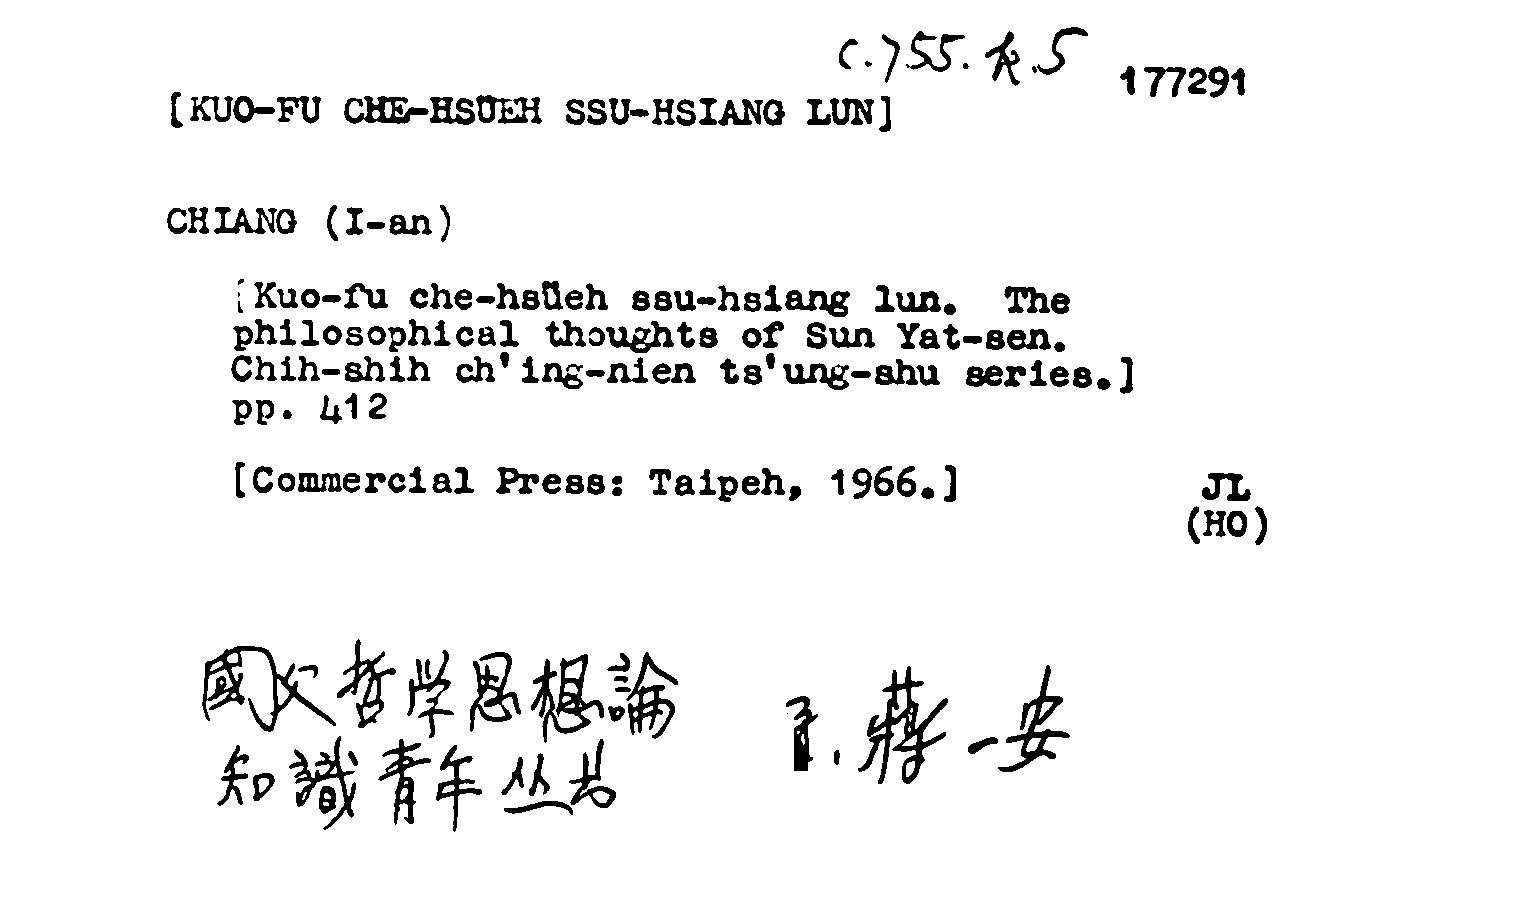 c.755.k.5
177291
[KUO-FU CHE-HSÜEH SSU-HSIANG LUN]
CHIANG (I-an)
[Kuo-fu che-hsüeh ssu-hsiang lun. The
philosophical thoughts of Sun Yat-sen.
Chih-shih ch'ing-nien ts'ung-shu series.]
pp. 412
[Commercial Press: Taipeh, 1966.]
JL
(HO)
國父哲学思想論
蔣一安
知識青年丛书